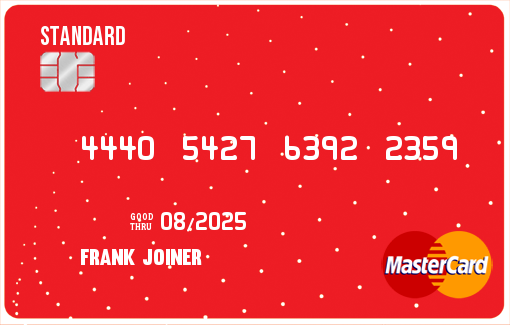 STANDARD
4440 5427 6392 2359
GOOD THRU 08/2025
FRANK JOINER
MasterCard